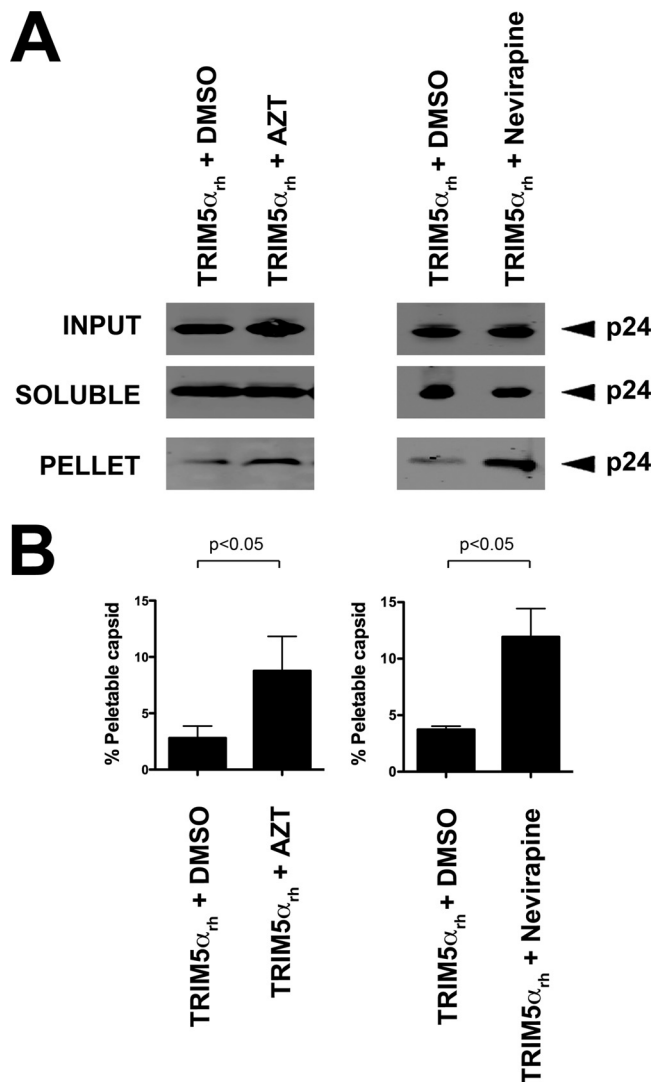 A
TRIM5αrh + DMSO
TRIM5αrh + AZT
TRIM5αrh + DMSO
TRIM5αrh + Nevirapine
INPUT
p24
SOLUBLE
p24
PELLET
p24
B
p<0.05
p<0.05
% Peletable capsid
15
10
5
0
% Peletable capsid
15
10
5
0
TRIM5αrh + DMSO
TRIM5αrh + AZT
TRIM5αrh + DMSO
TRIM5αrh + Nevirapine